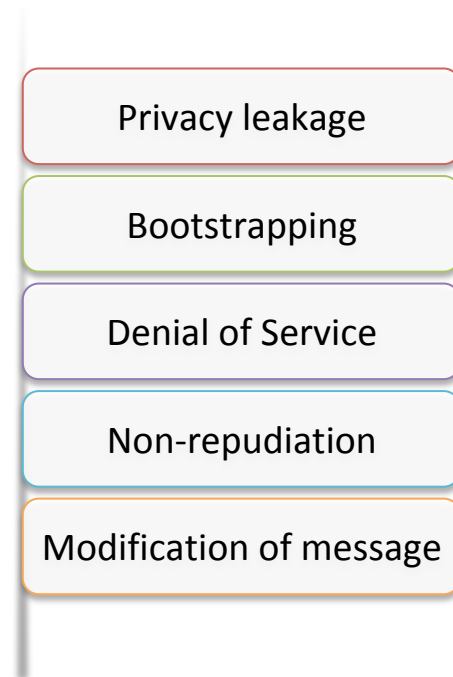 Privacy leakage
Bootstrapping
Denial of Service
Non-repudiation
Modification of message